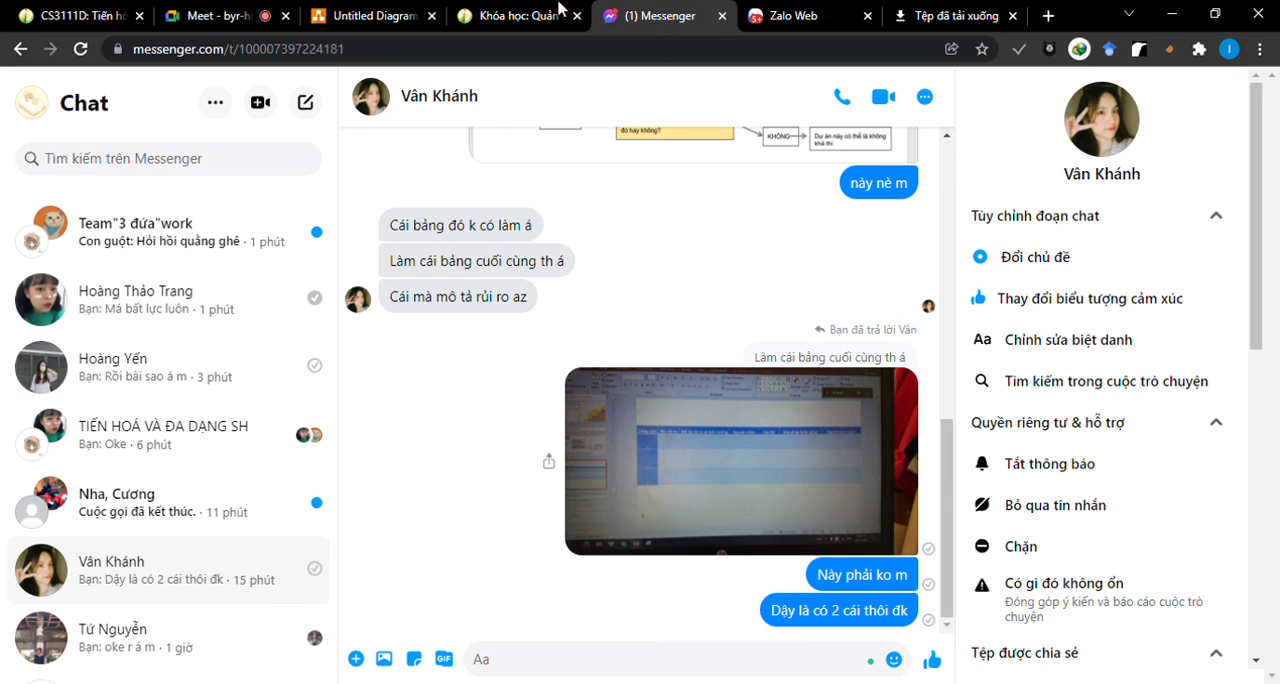 CS3111D: Tiến hó
Meet - byr-h
Untitled Diagram
Khóa học: Quản
(1) Messenger
Zalo Web
Tệp đã tải xuống
messenger.com/t/100007397224181
Chat
Tìm kiếm trên Messenger
Team"3 đứa"work
Con guột: Hỏi hồi quằng ghê · 1 phút
Hoàng Thảo Trang
Bạn: Má bất lực luôn · 1 phút
Hoàng Yến
Bạn: Rồi bài sao á m · 3 phút
TIẾN HOÁ VÀ ĐA DẠNG SH
Bạn: Oke · 6 phút
Nha, Cương
Cuộc gọi đã kết thúc. · 11 phút
Vân Khánh
Bạn: Dậy là có 2 cái thôi đk · 15 phút
Tứ Nguyễn
Bạn: oke r á m · 1 giờ
Vân Khánh
đó hay không?
KHÔNG
Dự án này có thể là không
khả thi
này nè m
Cái bảng đó k có làm á
Làm cái bảng cuối cùng th á
Cái mà mô tả rủi ro az
Bạn đã trả lời Vân
Làm cái bảng cuối cùng th á
Này phải ko m
Dậy là có 2 cái thôi đk
GIF
Aa
Vân Khánh
Tùy chỉnh đoạn chat
Đổi chủ đề
Thay đổi biểu tượng cảm xúc
Aa Chỉnh sửa biệt danh
Tìm kiếm trong cuộc trò chuyện
Quyền riêng tư & hỗ trợ
Tắt thông báo
Bỏ qua tin nhắn
Chặn
Có gì đó không ổn
Đóng góp ý kiến và báo cáo cuộc trò
chuyện
Tệp được chia sẻ